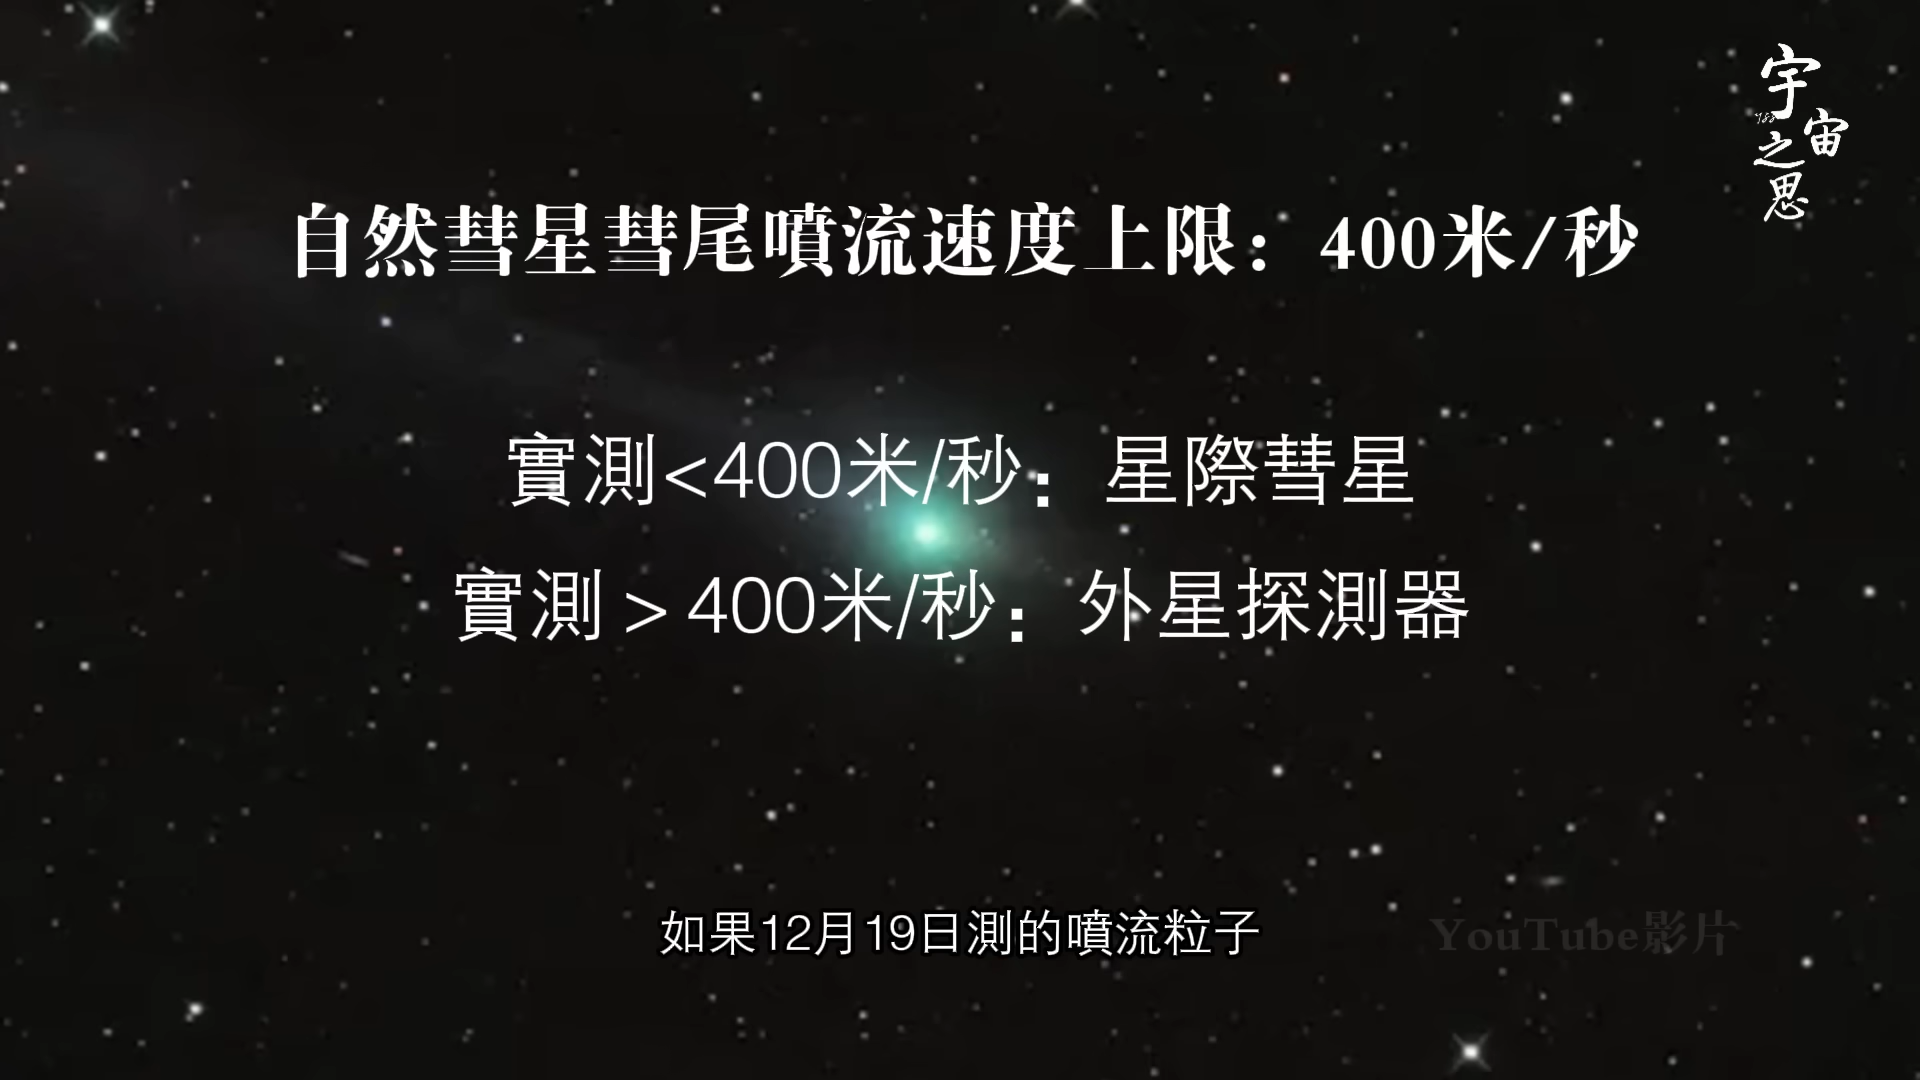 宇宙之思
自然彗星彗尾噴流速度上限：400米/秒
實測<400米/秒：星際彗星
實測＞400米/秒：外星探測器
如果12月19日測的噴流粒子
YouTube影片